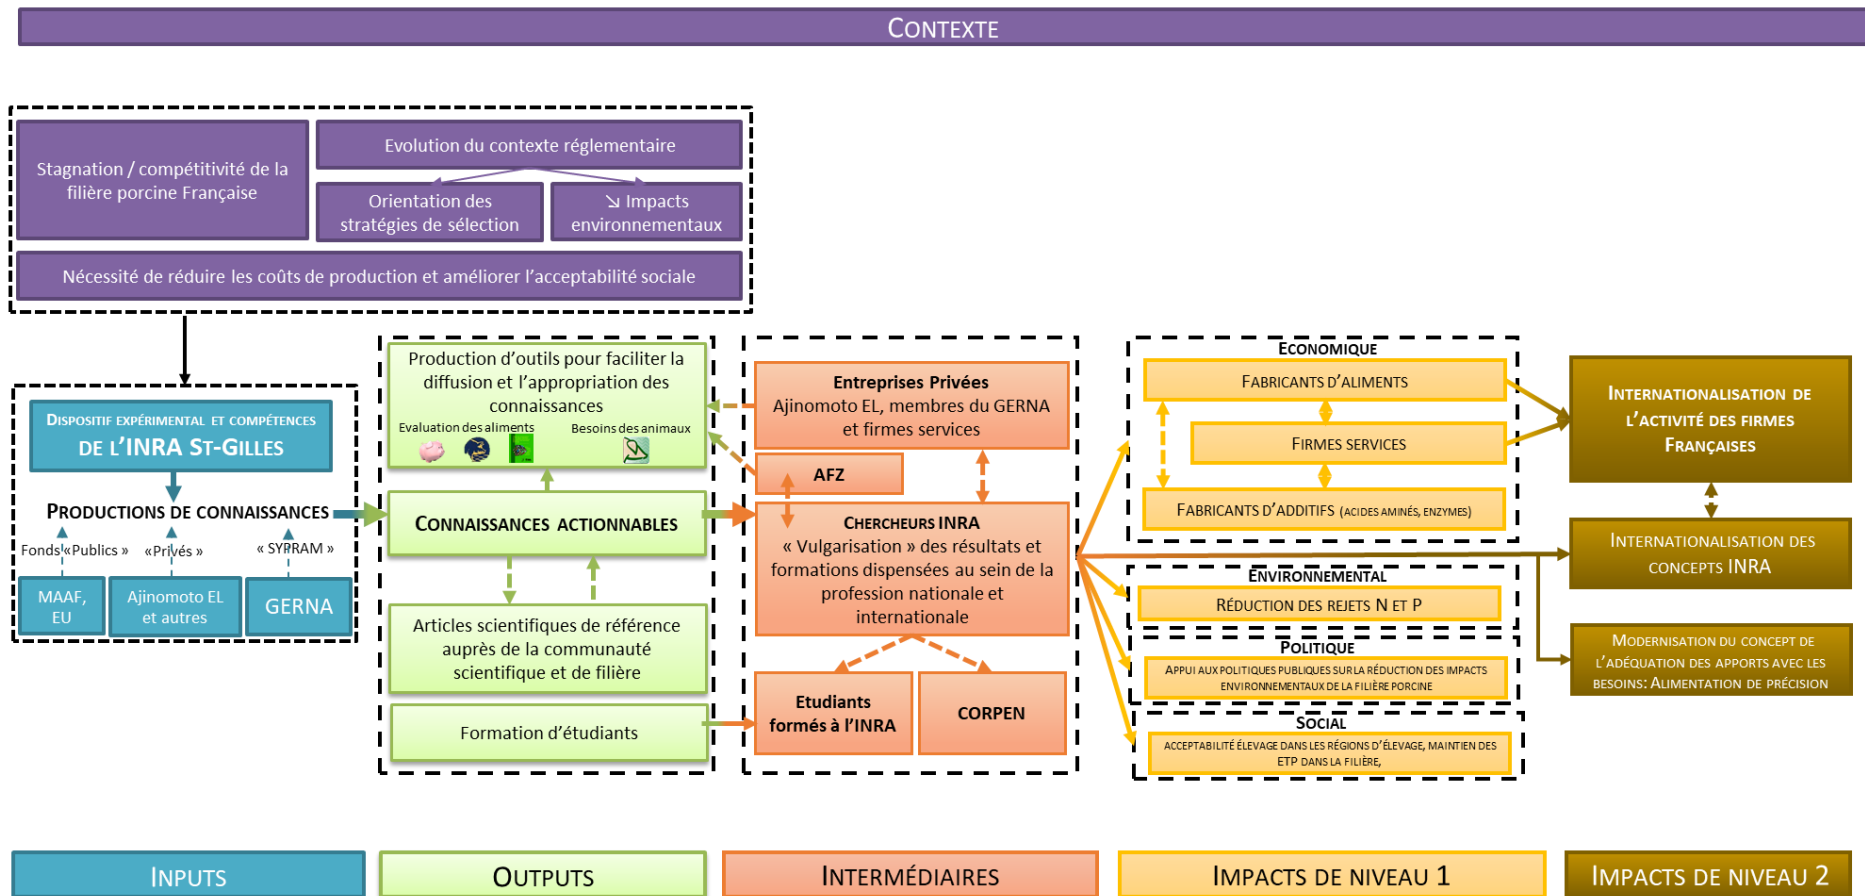 CONTEXTE
Stagnation / compétitivité de la
filière porcine Française
Evolution du contexte réglementaire
Orientation des
stratégies de sélection
↘ Impacts
environnementaux
Nécessité de réduire les coûts de production et améliorer l'acceptabilité sociale
DISPOSITIF EXPÉRIMENTAL ET COMPÉTENCES
DE L'INRA ST-GILLES
PRODUCTIONS DE CONNAISSANCES
Fonds «Publics »
«Privés »
« SYPRAM »
MAAF,
EU
Ajinomoto EL
et autres
GERNA
Production d'outils pour faciliter la
diffusion et l'appropriation des
connaissances
Evaluation des aliments
Besoins des animaux
CONNAISSANCES ACTIONNABLES
Articles scientifiques de référence
auprès de la communauté
scientifique et de filière
Formation d'étudiants
Entreprises Privées
Ajinomoto EL, membres du GERNA
et firmes services
AFZ
CHERCHEURS INRA
« Vulgarisation » des résultats et
formations dispensées au sein de la
profession nationale et
internationale
Etudiants
formés à l'INRA
CORPEN
ECONOMIQUE
FABRICANTS D'ALIMENTS
FIRMES SERVICES
FABRICANTS D'ADDITIFS (ACIDES AMINÉS, ENZYMES)
ENVIRONNEMENTAL
RÉDUCTION DES REJETS N ET P
POLITIQUE
APPUI AUX POLITIQUES PUBLIQUES SUR LA RÉDUCTION DES IMPACTS
ENVIRONNEMENTAUX DE LA FILIÈRE PORCINE
SOCIAL
ACCEPTABILITÉ ÉLEVAGE DANS LES RÉGIONS D'ÉLEVAGE, MAINTIEN DES
ETP DANS LA FILIÈRE,
INTERNATIONALISATION DE
L'ACTIVITÉ DES FIRMES
FRANÇAISES
INTERNATIONALISATION DES
CONCEPTS INRA
MODERNISATION DU CONCEPT DE
L'ADÉQUATION DES APPORTS AVEC LES
BESOINS: ALIMENTATION DE PRÉCISION
INPUTS
OUTPUTS
INTERMÉDIAIRES
IMPACTS DE NIVEAU 1
IMPACTS DE NIVEAU 2